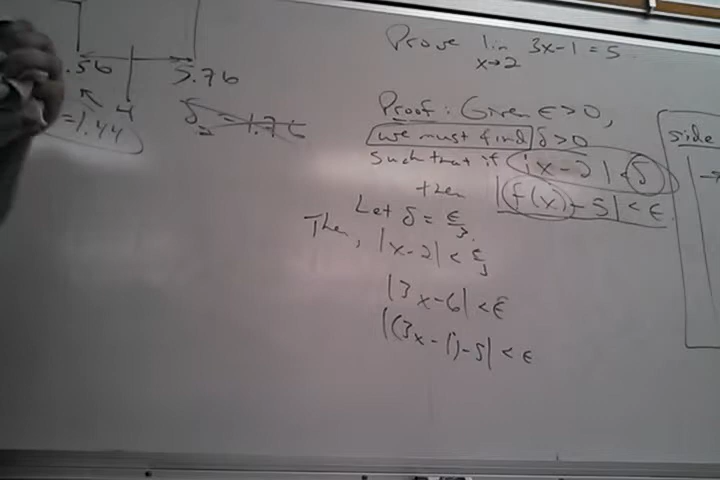 .56
5.76
4
=1.44
δ₂ = 1.76
Prove lim 3x-1 = 5
x→2
Proof: Given ε>0,
we must find δ>0
such that if |x-2|<δ
then |f(x)-5|<ε
Let δ = ε/3.
Then, |x-2| < ε/3
|3x-6| < ε
|(3x-1)-5| < ε
side